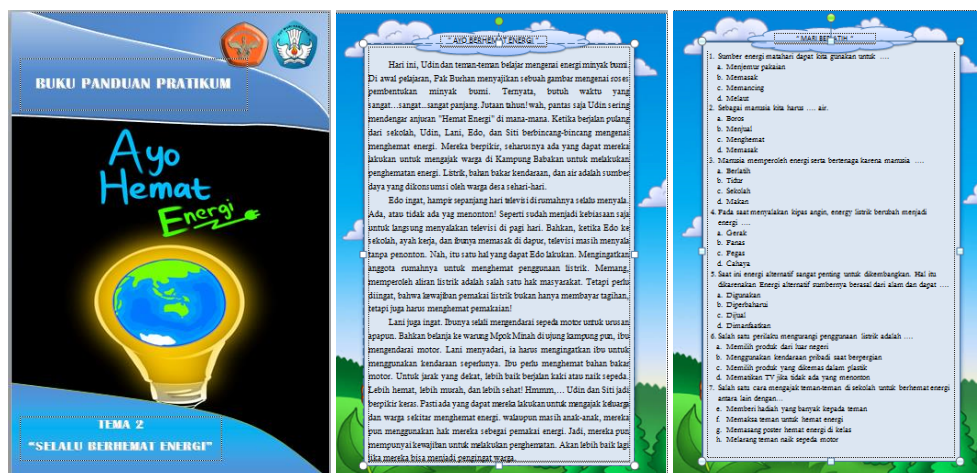 BUKU PANDUAN PRATIKUM
Ayo
Hemat
Energi
TEMA 2
"SELALU BERHEMAT ENERGI"
" AYO BERHEMAT ENERGI "
Hari ini, Udin dan teman-teman belajar mengenai energi minyak bumi.
Di awal pelajaran, Pak Burhan menyajikan sebuah gambar mengenai roses
pembentukan minyak bumi. Ternyata, butuh waktu yang
sangat…sangat...sangat panjang. Jutaan tahun! wah, pantas saja Udin sering
mendengar anjuran "Hemat Energi" di mana-mana. Ketika berjalan pulang
dari sekolah, Udin, Lani, Edo, dan Siti berbincang-bincang mengenai
menghemat energi. Mereka berpikir, seharusnya ada yang dapat mereka
lakukan untuk mengajak warga di Kampung Babakan untuk melakukan
penghematan energi. Listrik, bahan bakar kendaraan, dan air adalah sumber
daya yang dikonsumsi oleh warga desa sehari-hari.
Edo ingat, hampir sepanjang hari televisi di rumahnya selalu menyala.
Ada, atau tidak ada yag menonton! Seperti sudah menjadi kebiasaan saja
untuk langsung menyalakan televisi di pagi hari. Bahkan, ketika Edo ke
sekolah, ayah kerja, dan ibunya memasak di dapur, televisi masih menyala
tanpa penonton. Nah, itu satu hal yang dapat Edo lakukan. Mengingatkan
anggota rumahnya untuk menghemat penggunaan listrik. Memang,
memperoleh aliran listrik adalah salah satu hak masyarakat. Tetapi perlu
diingat, bahwa kewajiban pemakai listrik bukan hanya membayar tagihan,
tetapi juga harus menghemat pemakaian!
Lani juga ingat. Ibunya selali mengendarai sepeda motor untuk urusan
apapun. Bahkan belanja ke warung Mpok Minah di ujung kampung pun, ibu
mengendarai motor. Lani menyadari, ia harus mengingatkan ibu untuk
menggunakan kendaraan seperlunya. Ibu perlu menghemat bahan bakar
motor. Untuk jarak yang dekat, lebih baik berjalan kaki atau naik sepeda.
Lebih hemat, lebih murah, dan lebih sehat! Hmmm,… Udin dan Siti jadi
berpikir keras. Pasti ada yang dapat mereka lakukan untuk mengajak keluarga
dan warga sekitar menghemat energi. walaupun masih anak-anak, mereka
pun menggunakan hak mereka sebegai pemakai energi. Jadi, mereka pun
mempunyai kewajiban untuk melakukan penghematan. Akan lebih baik lagi
jika mereka bisa menjadi pengingat warga.
" MARI BERLATIH "
1. Sumber energi matahari dapat kita gunakan untuk ….
a. Menjemur pakaian
b. Memasak
c. Memancing
d. Melaut
2. Sebagai manusia kita harus …. air.
a. Boros
b. Menjual
c. Menghemat
d. Memasak
3. Manusia memperoleh energi serta bertenaga karena manusia ….
a. Berlatih
b. Tidur
c. Sekolah
d. Makan
4. Pada saat menyalakan kipas angin, energy listrik berubah menjadi
energi ….
a. Gerak
b. Panas
c. Pegas
d. Cahaya
5. Saat ini energi alternatif sangat penting untuk dikembangkan. Hal itu
dikarenakan Energi alternatif sumbernya berasal dari alam dan dapat ….
a. Digunakan
b. Diperbaharui
c. Dijual
d. Dimanfaatkan
6. Salah satu perilaku mengurangi penggunaan listrik adalah ….
a. Memilih produk dari luar negeri
b. Menggunakan kendaraan pribadi saat berpergian
c. Memilih produk yang dikemas dalam plastik
d. Mematikan TV jika tidak ada yang menonton
7. Salah satu cara mengajak teman-teman di sekolah untuk berhemat energi
antara lain dengan…
e. Memberi hadiah yang banyak kepada teman
f. Memaksa teman untuk hemat energi
g. Memasang poster hemat energi di kelas
h. Melarang teman naik sepeda motor